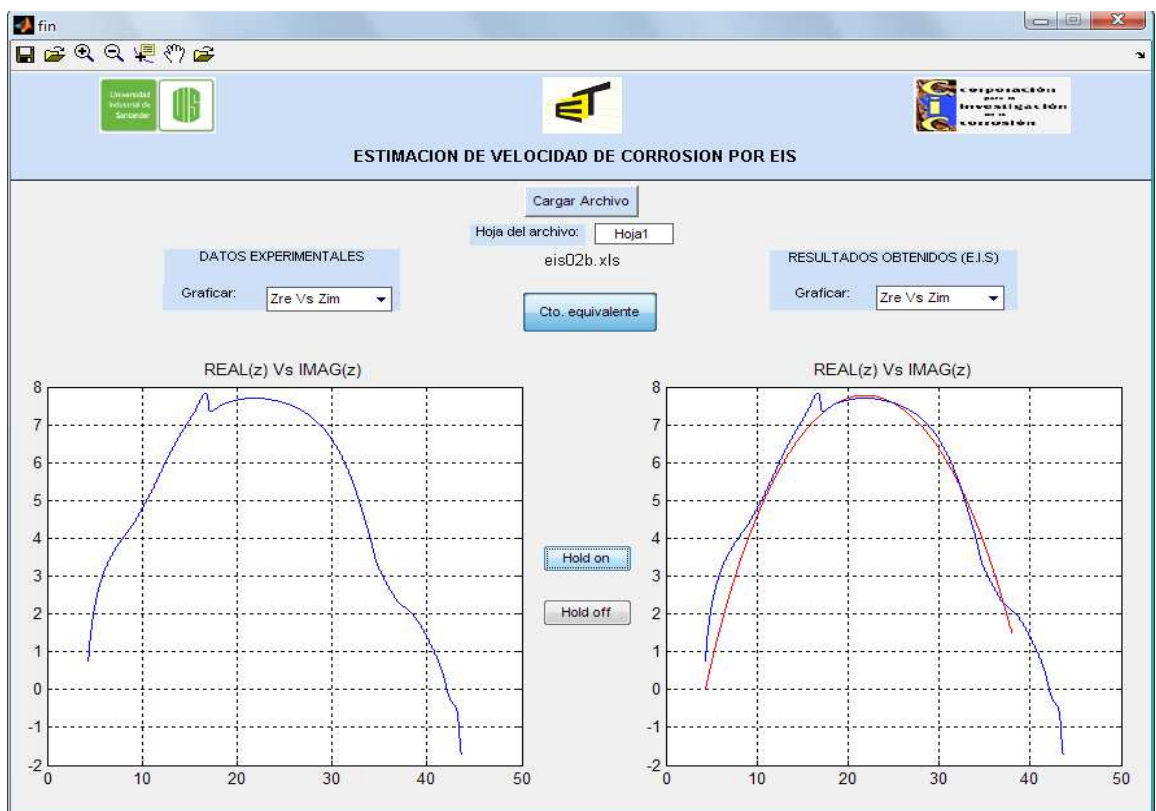 fin
Universidad
Industrial de
Santander
UIS
ET
corporación
para la
investigación
de la
corrosión
CiC
ESTIMACION DE VELOCIDAD DE CORROSION POR EIS
Cargar Archivo
Hoja del archivo: Hoja1
eis02b.xls
DATOS EXPERIMENTALES
Graficar: Zre Vs Zim
Cto. equivalente
RESULTADOS OBTENIDOS (E.I.S)
Graficar: Zre Vs Zim
REAL(z) Vs IMAG(z)
8
7
6
5
4
3
2
1
0
-1
-2
0 10 20 30 40 50
Hold on
Hold off
REAL(z) Vs IMAG(z)
8
7
6
5
4
3
2
1
0
-1
-2
0 10 20 30 40 50